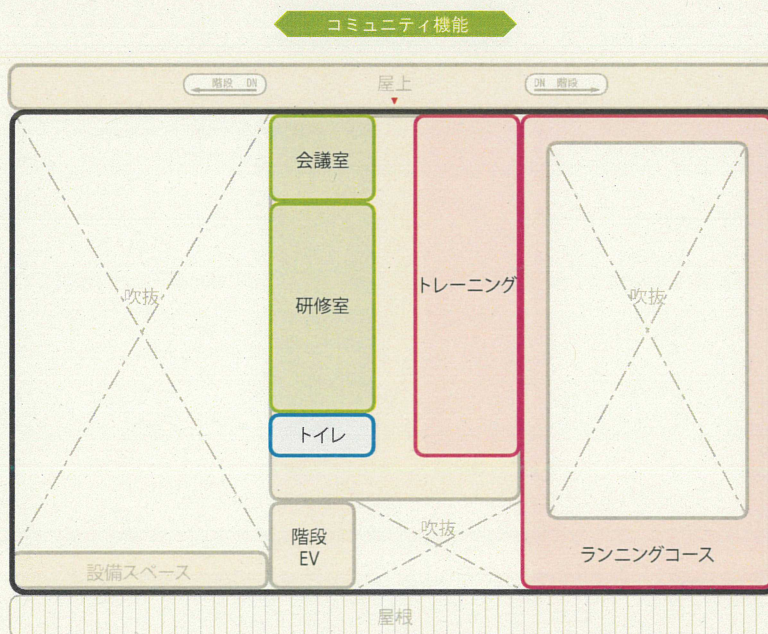 コミュニティ機能
階段 DN
屋上
DN 階段
会議室
吹抜
研修室
トレーニング
吹抜
トイレ
吹抜
階段
EV
ランニングコース
設備スペース
屋根